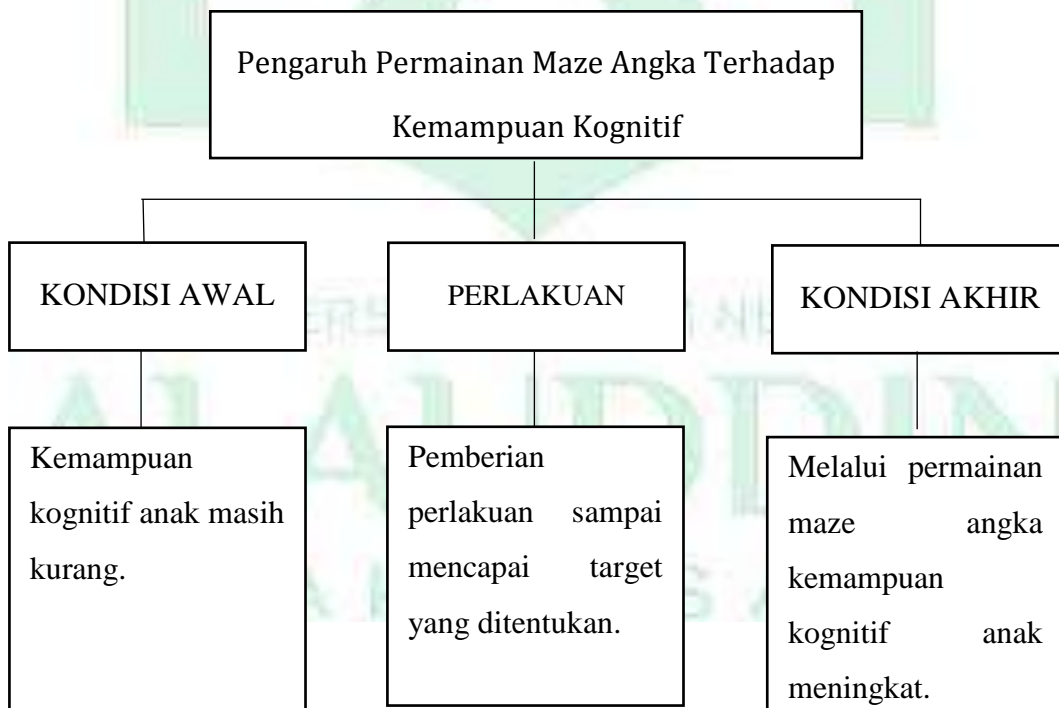 Pengaruh Permainan Maze Angka Terhadap
Kemampuan Kognitif
KONDISI AWAL
PERLAKUAN
KONDISI AKHIR
Kemampuan
kognitif anak masih
kurang.
Pemberian
perlakuan sampai
mencapai target
yang ditentukan.
Melalui permainan
maze angka
kemampuan
kognitif anak
meningkat.